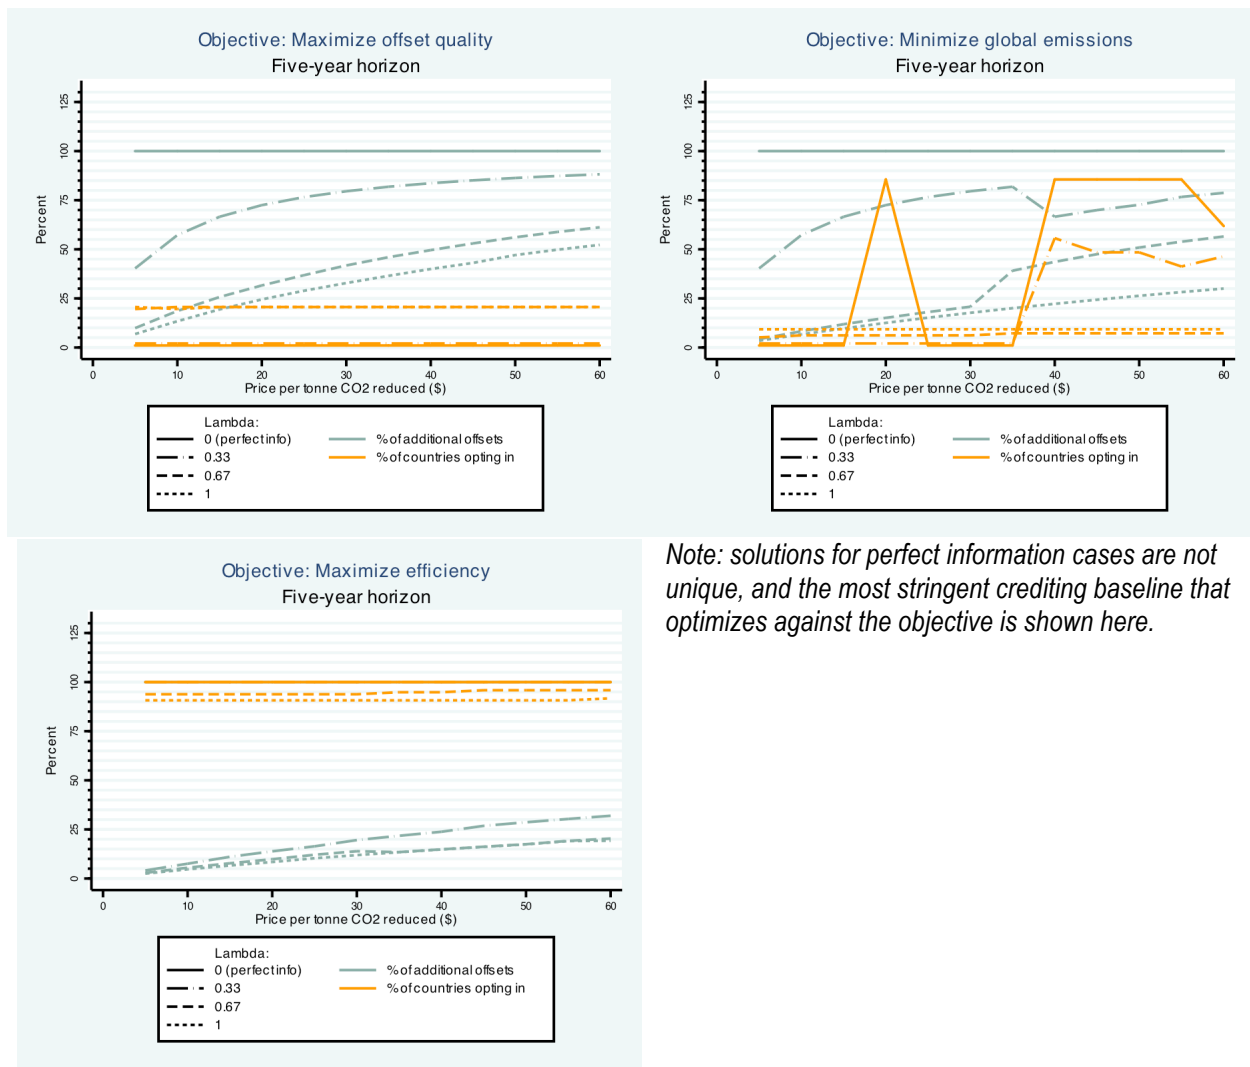 Objective: Maximize offset quality
Five-year horizon
Percent
125
100
75
50
25
0
0 10 20 30 40 50 60
Price per tonne CO2 reduced ($)
Lambda:
0 (perfect info) % of additional offsets
0.33 % of countries opting in
0.67
1
Objective: Minimize global emissions
Five-year horizon
Percent
125
100
75
50
25
0
0 10 20 30 40 50 60
Price per tonne CO2 reduced ($)
Lambda:
0 (perfect info) % of additional offsets
0.33 % of countries opting in
0.67
1
Objective: Maximize efficiency
Five-year horizon
Percent
125
100
75
50
25
0
0 10 20 30 40 50 60
Price per tonne CO2 reduced ($)
Lambda:
0 (perfect info) % of additional offsets
0.33 % of countries opting in
0.67
1
Note: solutions for perfect information cases are not
unique, and the most stringent crediting baseline that
optimizes against the objective is shown here.